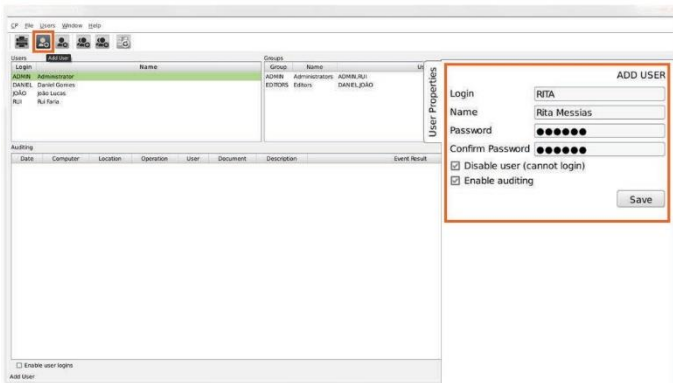 CP File Users Window Help
Add User
Users
Login Name
ADMIN Administrator
DANIEL Daniel Gomes
JOÃO João Lucas
RUI Rui Faria
Groups
Group Name Us
ADMIN Administrators ADMIN,RUI
EDITORS Editors DANIEL,JOÃO
User Properties
ADD USER
Login RITA
Name Rita Messias
Password ●●●●●●
Confirm Password ●●●●●●
Disable user (cannot login)
Enable auditing
Save
Auditing
Date Computer Location Operation User Document Description Event Result
Enable user logins
Add User